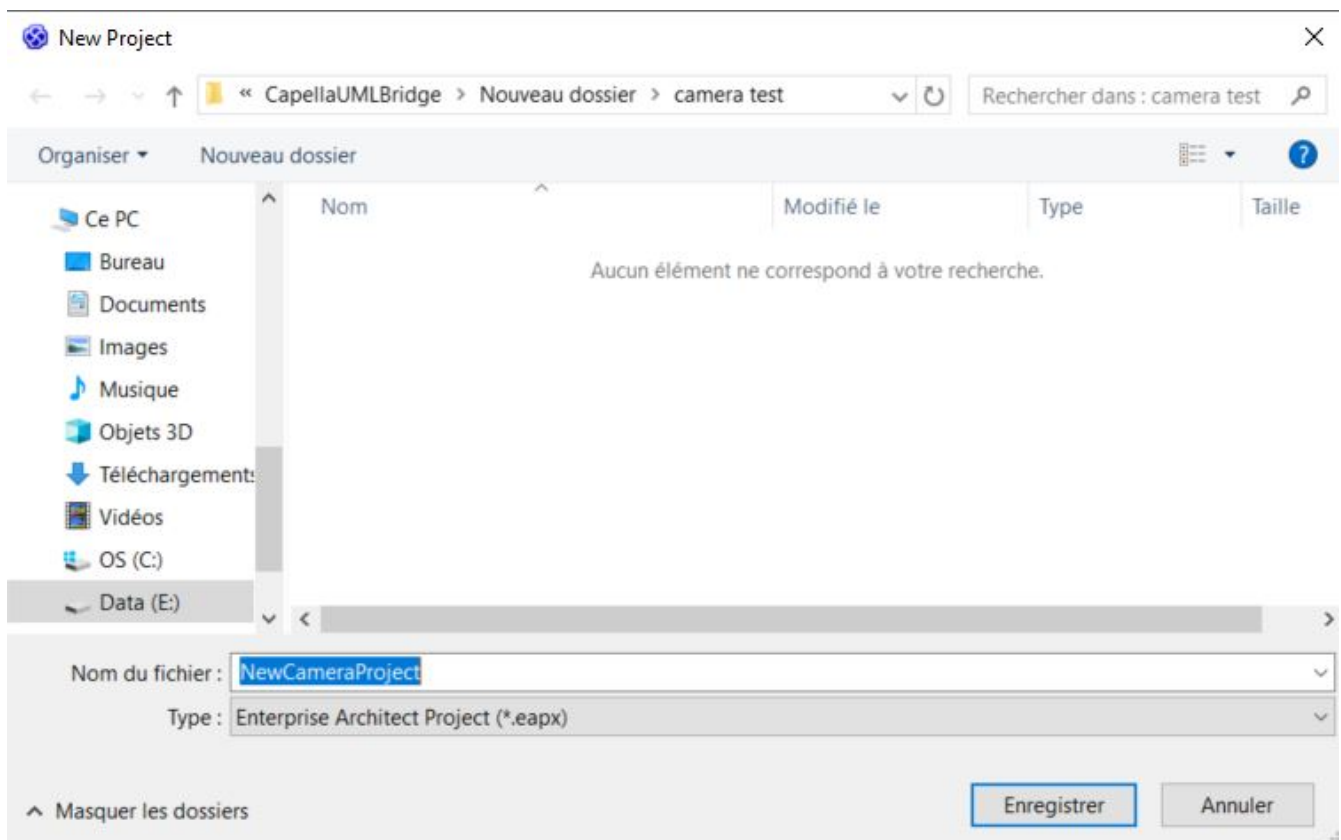 New Project
« CapellaUMLBridge > Nouveau dossier > camera test
Rechercher dans : camera test
Organiser
Nouveau dossier
?
Nom
Modifié le
Type
Taille
Aucun élément ne correspond à votre recherche.
Ce PC
Bureau
Documents
Images
Musique
Objets 3D
Téléchargements
Vidéos
OS (C:)
Data (E:)
Nom du fichier : NewCameraProject
Type : Enterprise Architect Project (*.eapx)
Masquer les dossiers
Enregistrer
Annuler